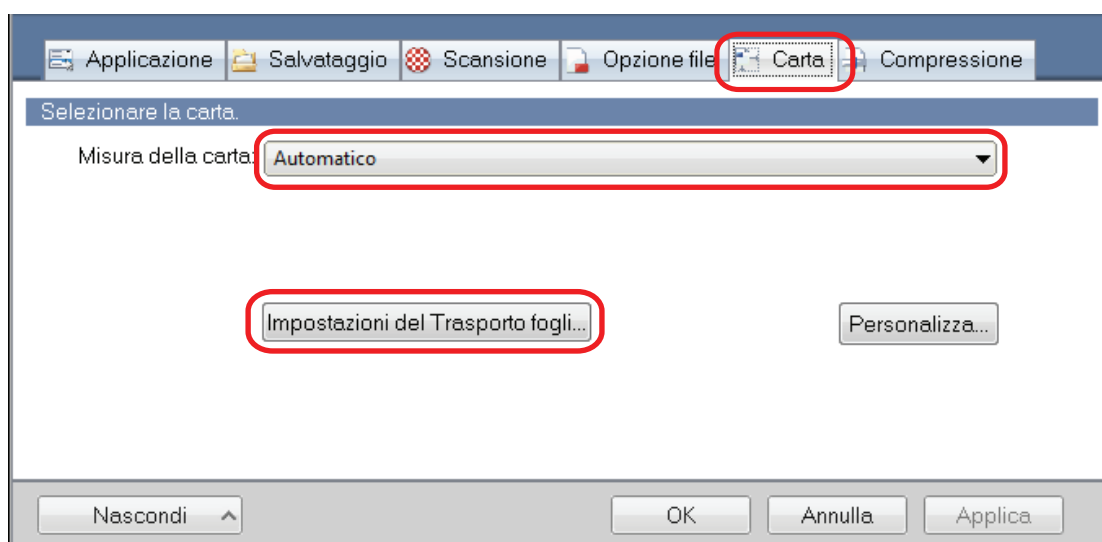 Applicazione Salvataggio Scansione Opzione file Carta Compressione
Selezionare la carta.
Misura della carta: Automatico
Impostazioni del Trasporto fogli... Personalizza...
Nascondi OK Annulla Applica